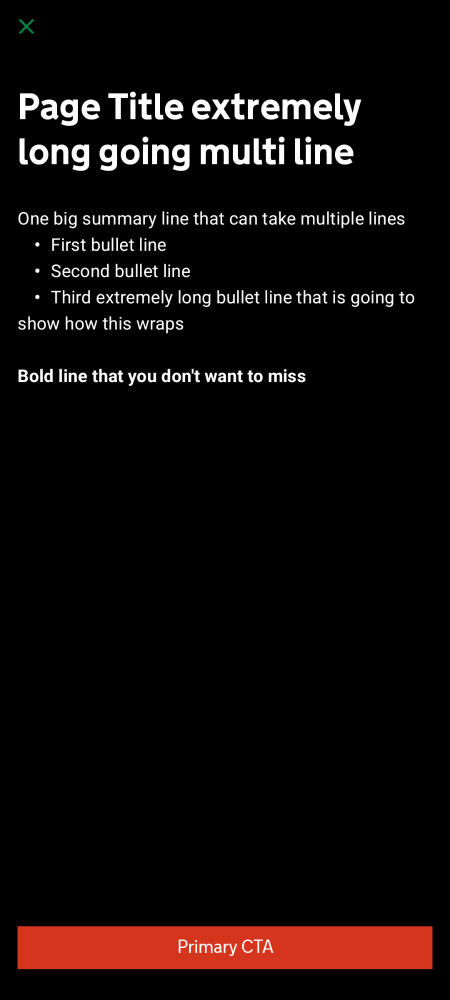 Page Title extremely
long going multi line
One big summary line that can take multiple lines
• First bullet line
• Second bullet line
• Third extremely long bullet line that is going to
show how this wraps
Bold line that you don't want to miss
Primary CTA